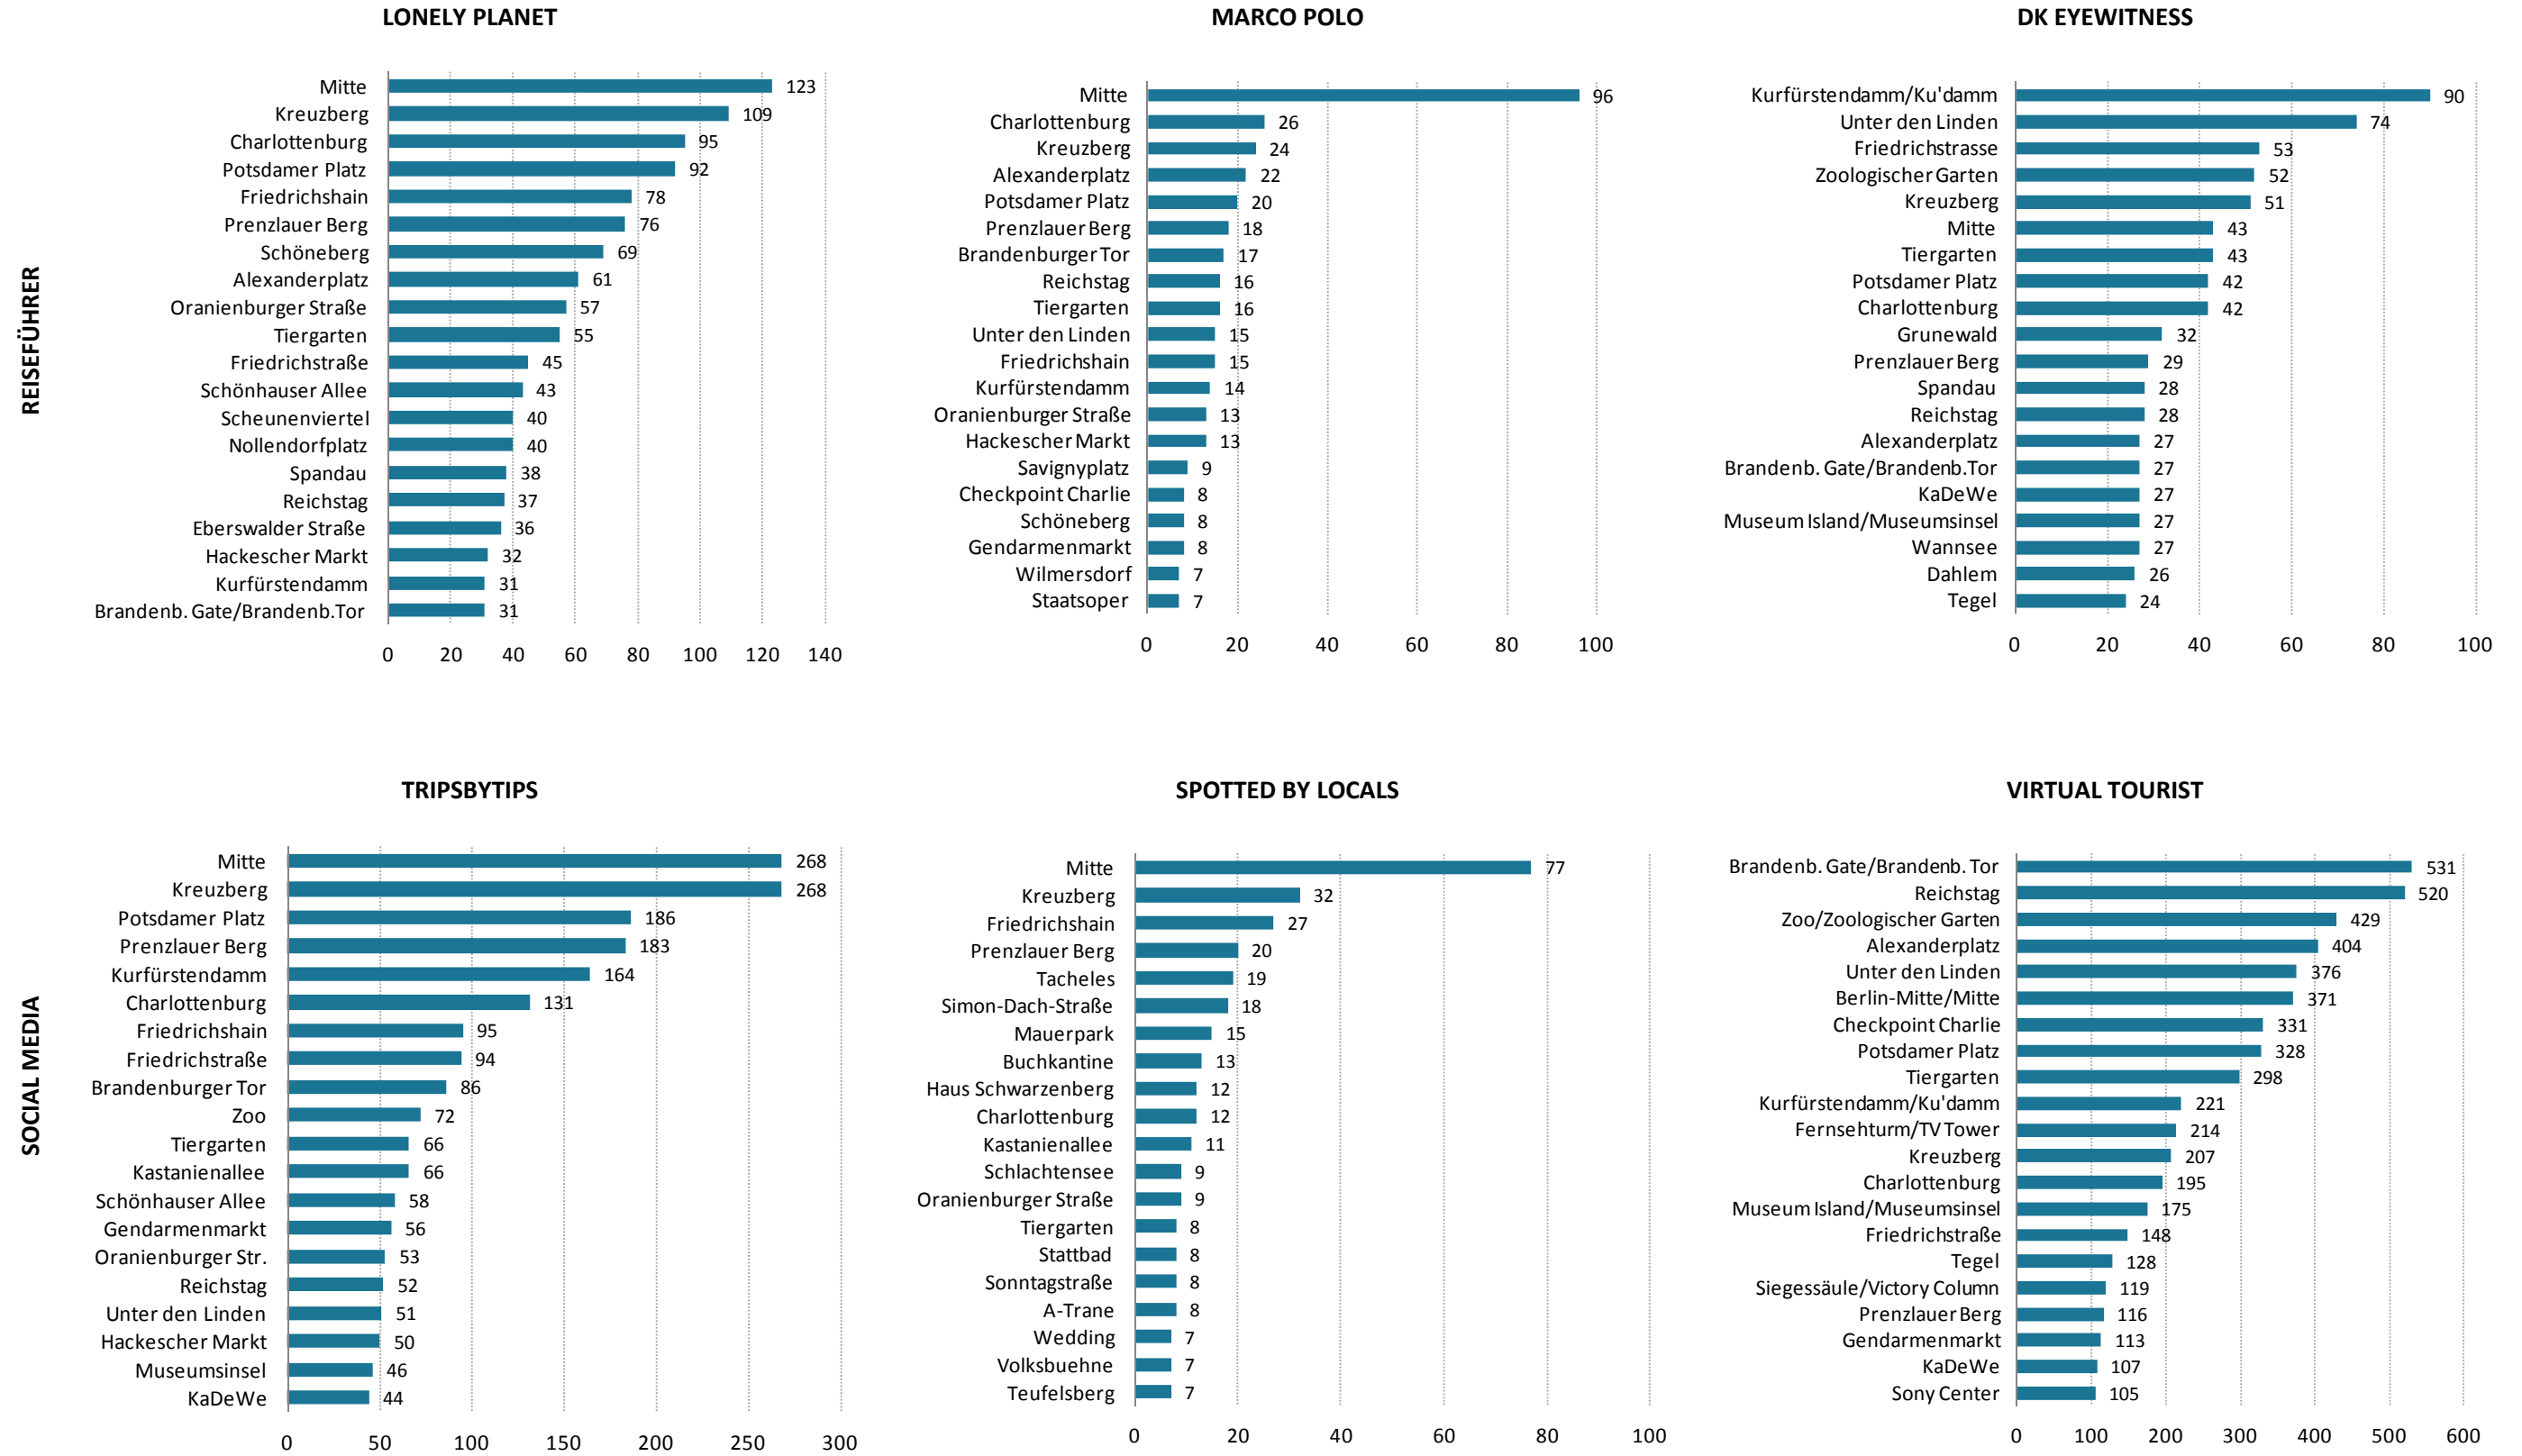 LONELY PLANET
MARCO POLO
DK EYEWITNESS
REISEFÜHRER
Mitte 123
Kreuzberg 109
Charlottenburg 95
Potsdamer Platz 92
Friedrichshain 78
Prenzlauer Berg 76
Schöneberg 69
Alexanderplatz 61
Oranienburger Straße 57
Tiergarten 55
Friedrichstraße 45
Schönhauser Allee 43
Scheunenviertel 40
Nollendorfplatz 40
Spandau 38
Reichstag 37
Eberswalder Straße 36
Hackescher Markt 32
Kurfürstendamm 31
Brandenb. Gate/Brandenb.Tor 31
0 20 40 60 80 100 120 140
Mitte 96
Charlottenburg 26
Kreuzberg 24
Alexanderplatz 22
Potsdamer Platz 20
Prenzlauer Berg 18
Brandenburger Tor 17
Reichstag 16
Tiergarten 16
Unter den Linden 15
Friedrichshain 15
Kurfürstendamm 14
Oranienburger Straße 13
Hackescher Markt 13
Savignyplatz 9
Checkpoint Charlie 8
Schöneberg 8
Gendarmenmarkt 8
Wilmersdorf 7
Staatsoper 7
0 20 40 60 80 100
Kurfürstendamm/Ku'damm 90
Unter den Linden 74
Friedrichstrasse 53
Zoologischer Garten 52
Kreuzberg 51
Mitte 43
Tiergarten 43
Potsdamer Platz 42
Charlottenburg 42
Grunewald 32
Prenzlauer Berg 29
Spandau 28
Reichstag 28
Alexanderplatz 27
Brandenb. Gate/Brandenb.Tor 27
KaDeWe 27
Museum Island/Museumsinsel 27
Wannsee 27
Dahlem 26
Tegel 24
0 20 40 60 80 100
TRIPSBYTIPS
SPOTTED BY LOCALS
VIRTUAL TOURIST
SOCIAL MEDIA
Mitte 268
Kreuzberg 268
Potsdamer Platz 186
Prenzlauer Berg 183
Kurfürstendamm 164
Charlottenburg 131
Friedrichshain 95
Friedrichstraße 94
Brandenburger Tor 86
Zoo 72
Tiergarten 66
Kastanienallee 66
Schönhauser Allee 58
Gendarmenmarkt 56
Oranienburger Str. 53
Reichstag 52
Unter den Linden 51
Hackescher Markt 50
Museumsinsel 46
KaDeWe 44
0 50 100 150 200 250 300
Mitte 77
Kreuzberg 32
Friedrichshain 27
Prenzlauer Berg 20
Tacheles 19
Simon-Dach-Straße 18
Mauerpark 15
Buchkantine 13
Haus Schwarzenberg 12
Charlottenburg 12
Kastanienallee 11
Schlachtensee 9
Oranienburger Straße 9
Tiergarten 8
Stattbad 8
Sonntagstraße 8
A-Trane 8
Wedding 7
Volksbuehne 7
Teufelsberg 7
0 20 40 60 80 100
Brandenb. Gate/Brandenb. Tor 531
Reichstag 520
Zoo/Zoologischer Garten 429
Alexanderplatz 404
Unter den Linden 376
Berlin-Mitte/Mitte 371
Checkpoint Charlie 331
Potsdamer Platz 328
Tiergarten 298
Kurfürstendamm/Ku'damm 221
Fernsehturm/TV Tower 214
Kreuzberg 207
Charlottenburg 195
Museum Island/Museumsinsel 175
Friedrichstraße 148
Tegel 128
Siegessäule/Victory Column 119
Prenzlauer Berg 116
Gendarmenmarkt 113
KaDeWe 107
Sony Center 105
0 100 200 300 400 500 600